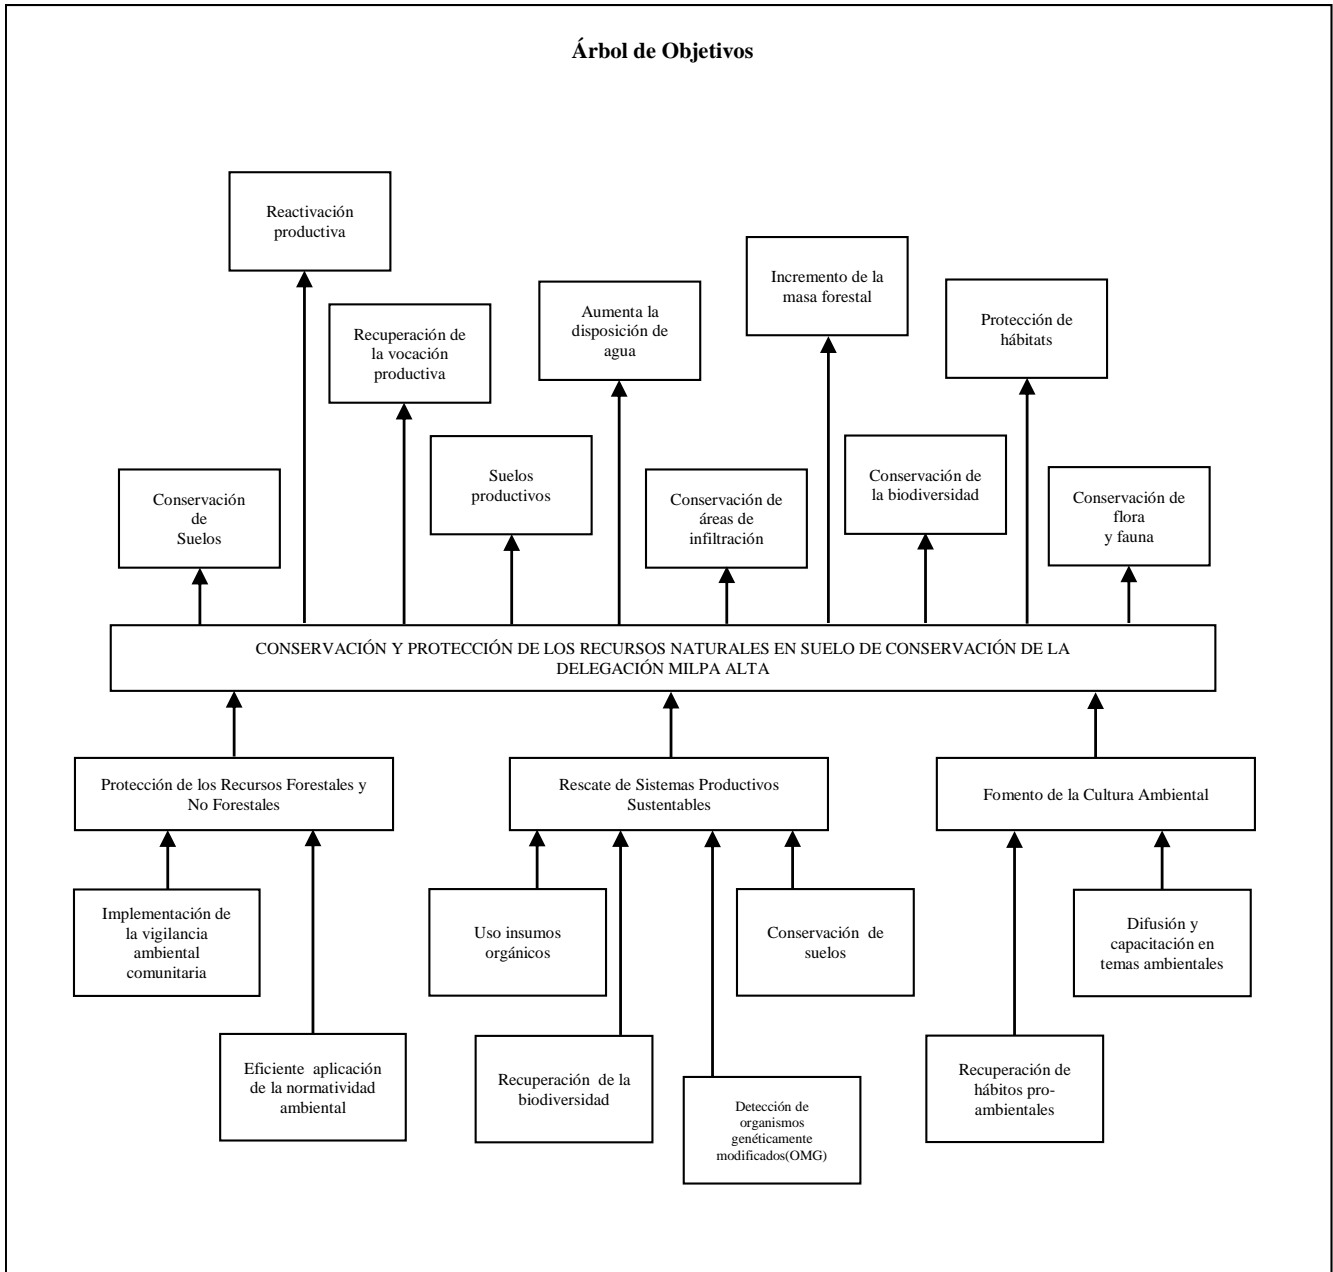 Árbol de Objetivos
Reactivación
productiva
Recuperación de
la vocación
productiva
Aumenta la
disposición de
agua
Incremento de la
masa forestal
Protección de
hábitats
Conservación
de
Suelos
Suelos
productivos
Conservación de
áreas de
infiltración
Conservación de
la biodiversidad
Conservación de
flora
y fauna
CONSERVACIÓN Y PROTECCIÓN DE LOS RECURSOS NATURALES EN SUELO DE CONSERVACIÓN DE LA
DELEGACIÓN MILPA ALTA
Protección de los Recursos Forestales y
No Forestales
Rescate de Sistemas Productivos
Sustentables
Fomento de la Cultura Ambiental
Implementación de
la vigilancia
ambiental
comunitaria
Uso insumos
orgánicos
Conservación de
suelos
Difusión y
capacitación en
temas ambientales
Eficiente aplicación
de la normatividad
ambiental
Recuperación de la
biodiversidad
Detección de
organismos
genéticamente
modificados(OMG)
Recuperación de
hábitos pro-
ambientales